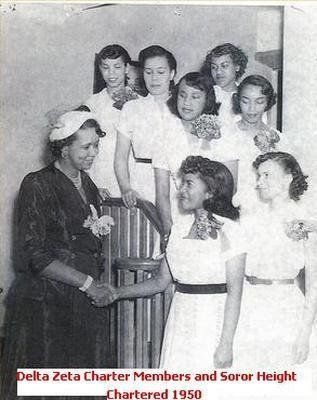 Delta Zeta Charter Members and Soror Height
Chartered 1950